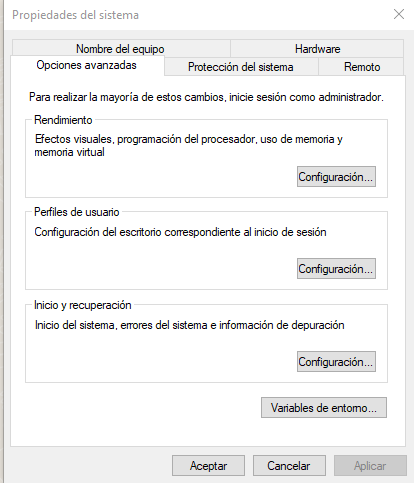 Propiedades del sistema
Nombre del equipo
Hardware
Opciones avanzadas
Protección del sistema
Remoto
Para realizar la mayoría de estos cambios, inicie sesión como administrador.
Rendimiento
Efectos visuales, programación del procesador, uso de memoria y
memoria virtual
Configuración...
Perfiles de usuario
Configuración del escritorio correspondiente al inicio de sesión
Configuración...
Inicio y recuperación
Inicio del sistema, errores del sistema e información de depuración
Configuración...
Variables de entorno...
Aceptar
Cancelar
Aplicar